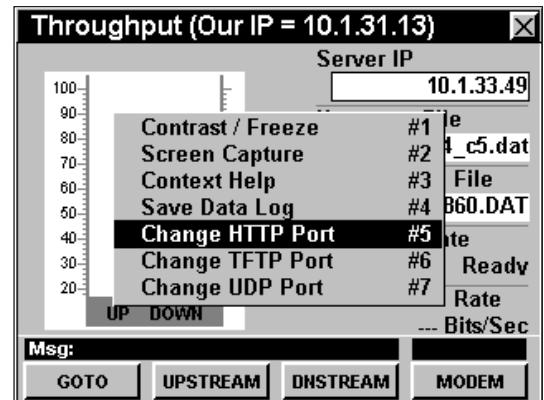 Throughput (Our IP = 10.1.31.13)
Server IP
10.1.33.49
100
90
80
70
60
50
40
30
20
UP DOWN
Contrast / Freeze #1
Screen Capture #2
Context Help #3
Save Data Log #4
Change HTTP Port #5
Change TFTP Port #6
Change UDP Port #7
_c5.dat
File
860.DAT
Ready
Rate
--- Bits/Sec
Msg:
GOTO UPSTREAM DNSTREAM MODEM